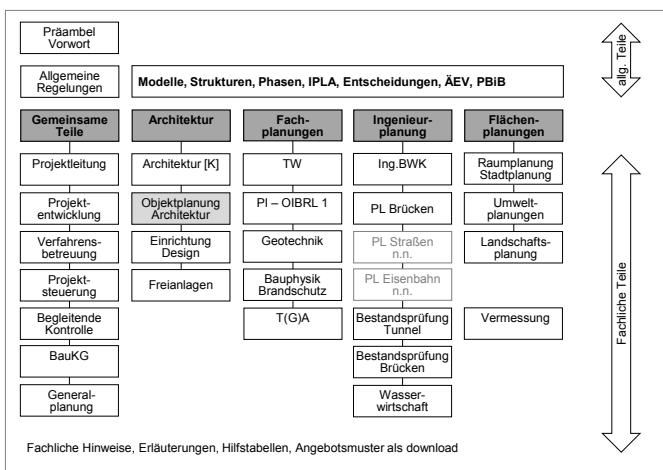 Präambel
Vorwort
allg. Teile
Allgemeine
Regelungen
Modelle, Strukturen, Phasen, IPLA, Entscheidungen, ÄEV, PBiB
Gemeinsame
Teile
Projektleitung
Projekt-
entwicklung
Verfahrens-
betreuung
Projekt-
steuerung
Begleitende
Kontrolle
BauKG
General-
planung
Architektur
Architektur [K]
Objektplanung
Architektur
Einrichtung
Design
Freianlagen
Fach-
planungen
TW
PI – OIBRL 1
Geotechnik
Bauphysik
Brandschutz
T(G)A
Ingenieur-
planung
Ing.BWK
PL Brücken
PL Straßen
n.n.
PL Eisenbahn
n.n.
Bestandsprüfung
Tunnel
Bestandsprüfung
Brücken
Wasser-
wirtschaft
Flächen-
planungen
Raumplanung
Stadtplanung
Umwelt-
planungen
Landschafts-
planung
Vermessung
Fachliche Teile
Fachliche Hinweise, Erläuterungen, Hilfstabellen, Angebotsmuster als download